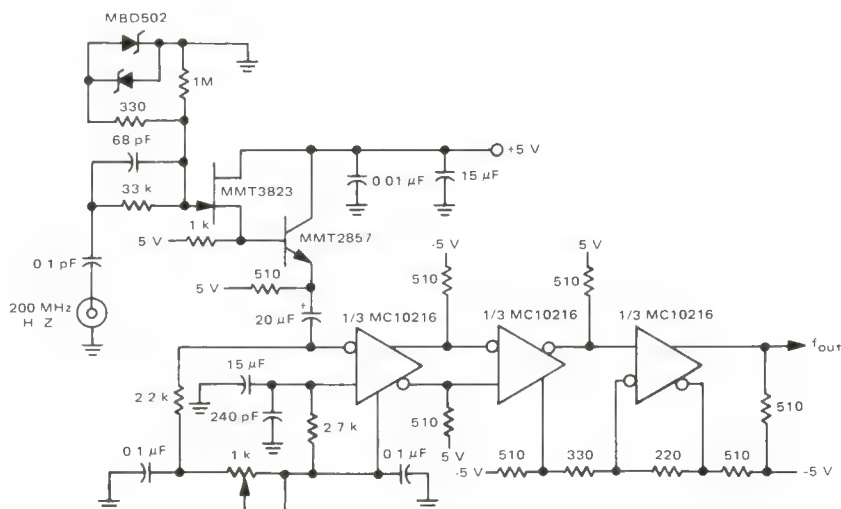 MBD502
1M
330
68 pF
+5 V
MMT3823
0 01 μF
15 μF
33 k
1 k
MMT2857
5 V
0 1 pF
510
-5 V
5 V
5 V
510
510
200 MHz
H Z
20 μF
+
1/3 MC10216
1/3 MC10216
1/3 MC10216
fout
15 μF
2 2 k
240 pF
2 7 k
510
510
5 V
0 1 μF
1 k
0 1 μF
-5 V
510
330
220
510
-5 V